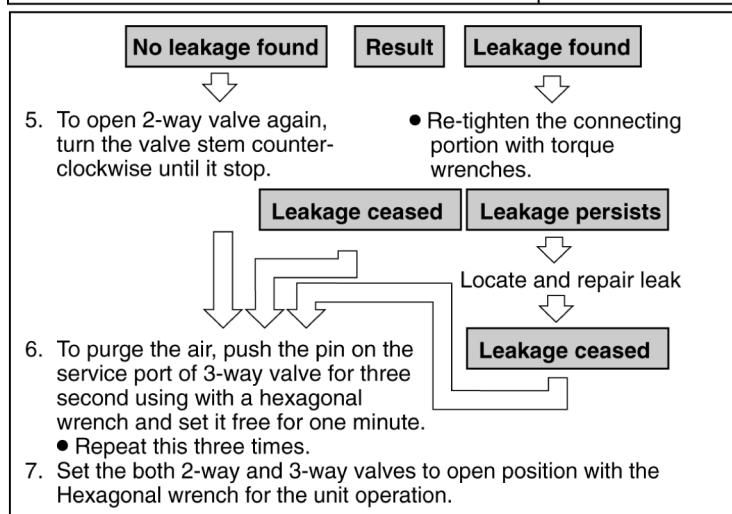 No leakage found
Result
Leakage found
5. To open 2-way valve again,
turn the valve stem counter-
clockwise until it stop.
● Re-tighten the connecting
portion with torque
wrenches.
Leakage ceased
Leakage persists
Locate and repair leak
Leakage ceased
6. To purge the air, push the pin on the
service port of 3-way valve for three
second using with a hexagonal
wrench and set it free for one minute.
● Repeat this three times.
7. Set the both 2-way and 3-way valves to open position with the
Hexagonal wrench for the unit operation.